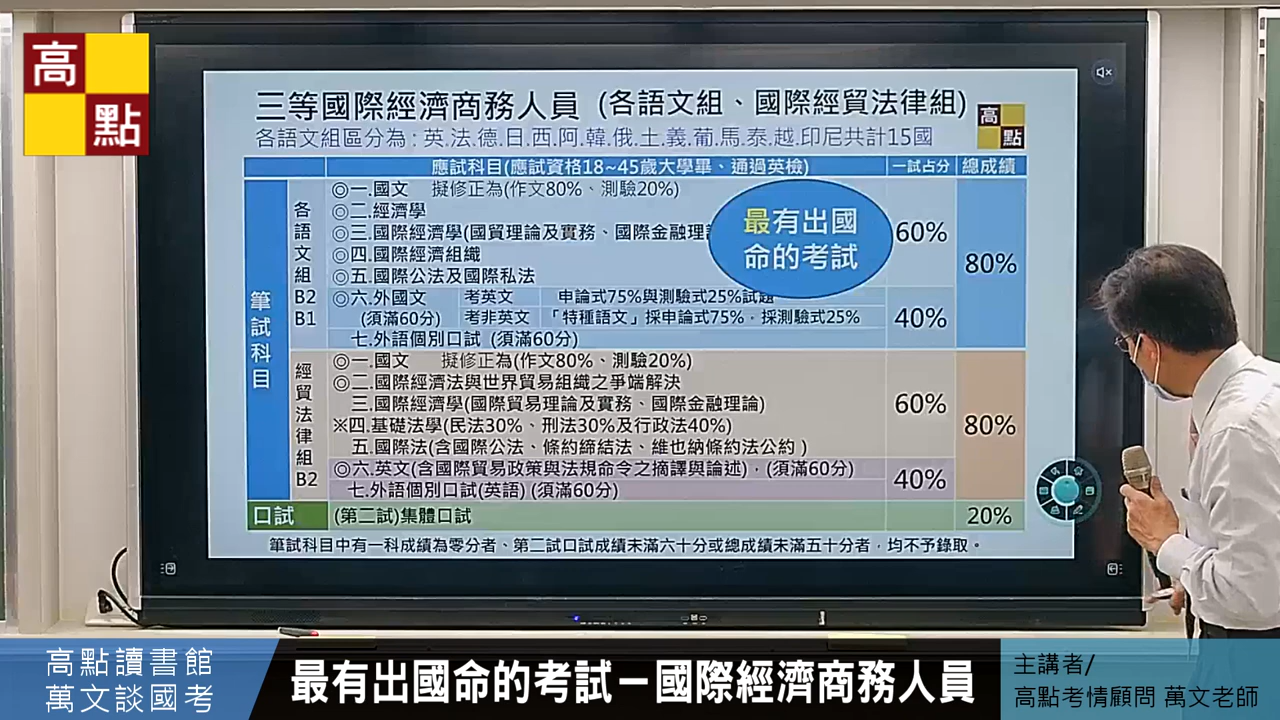 高點
三等國際經濟商務人員 (各語文組、國際經貿法律組)
高點
各語文組區分為：英.法.德.日.西.阿.韓.俄.土.義.葡.馬.泰.越.印尼共計15國
應試科目(應試資格18~45歲大學畢、通過英檢) 一試占分 總成績
筆試科目
各語文組 B2 B1
◎一.國文 擬修正為(作文80%、測驗20%)
◎二.經濟學
◎三.國際經濟學(國貿理論及實務、國際金融理
◎四.國際經濟組織
◎五.國際公法及國際私法
60%
80%
最有出國
命的考試
◎六.外國文 考英文 申論式75%與測驗式25%試題
(須滿60分) 考非英文 「特種語文」採申論式75%，採測驗式25%
七.外語個別口試 (須滿60分)
40%
經貿法律組 B2
◎一.國文 擬修正為(作文80%、測驗20%)
◎二.國際經濟法與世界貿易組織之爭端解決
三.國際經濟學(國際貿易理論及實務、國際金融理論)
※四.基礎法學(民法30%、刑法30%及行政法40%)
五.國際法(含國際公法、條約締結法、維也納條約法公約 )
60%
80%
◎六.英文(含國際貿易政策與法規命令之摘譯與論述)，(須滿60分)
七.外語個別口試(英語) (須滿60分)
40%
口試 (第二試)集體口試 20%
筆試科目中有一科成績為零分者、第二試口試成績未滿六十分或總成績未滿五十分者，均不予錄取。
高點讀書館
萬文談國考
最有出國命的考試－國際經濟商務人員
主講者/
高點考情顧問 萬文老師